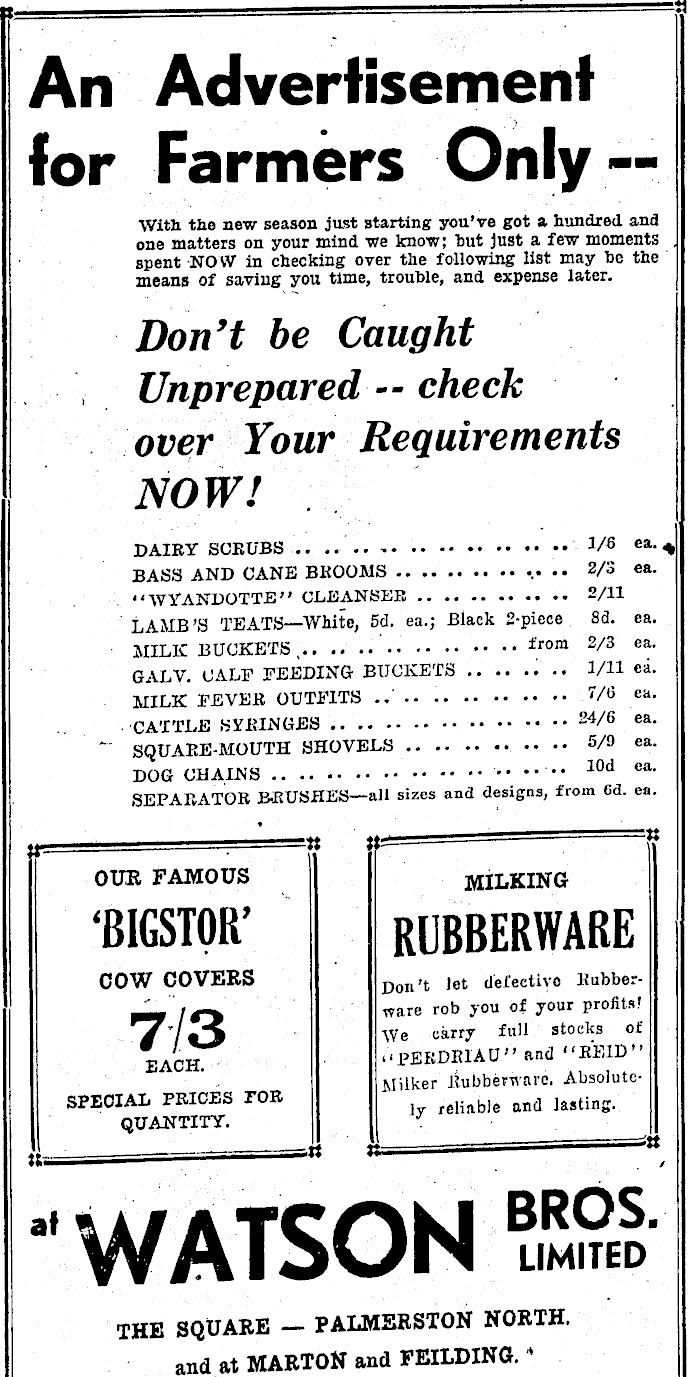 An Advertisement
for Farmers Only --
With the new season just starting you've got a hundred and
one matters on your mind we know; but just a few moments
spent NOW in checking over the following list may be the
means of saving you time, trouble, and expense later.
Don't be Caught
Unprepared -- check
over Your Requirements
NOW!
DAIRY SCRUBS .. .. .. .. .. .. .. .. .. .. .. 1/6 ea.
BASS AND CANE BROOMS .. .. .. .. .. .. .. 2/3 ea.
"WYANDOTTE" CLEANSER .. .. .. .. .. .. 2/11
LAMB'S TEATS—White, 5d. ea.; Black 2-piece 8d. ea.
MILK BUCKETS .. .. .. .. .. .. .. .. .. from 2/3 ea.
GALV. CALF FEEDING BUCKETS .. .. .. .. 1/11 ea.
MILK FEVER OUTFITS .. .. .. .. .. .. .. .. 7/6 ea.
CATTLE SYRINGES .. .. .. .. .. .. .. .. .. 24/6 ea.
SQUARE-MOUTH SHOVELS .. .. .. .. .. .. 5/9 ea.
DOG CHAINS .. .. .. .. .. .. .. .. .. .. .. 10d ea.
SEPARATOR BRUSHES—all sizes and designs, from 6d. ea.
OUR FAMOUS
'BIGSTOR'
COW COVERS
7/3
EACH.
SPECIAL PRICES FOR
QUANTITY.
MILKING
RUBBERWARE
Don't let defective Rubber-
ware rob you of your profits!
We carry full stocks of
"PERDRIAU" and "REID"
Milker Rubberware. Absolute-
ly reliable and lasting.
at WATSON BROS.
LIMITED
THE SQUARE — PALMERSTON NORTH.
and at MARTON and FEILDING.